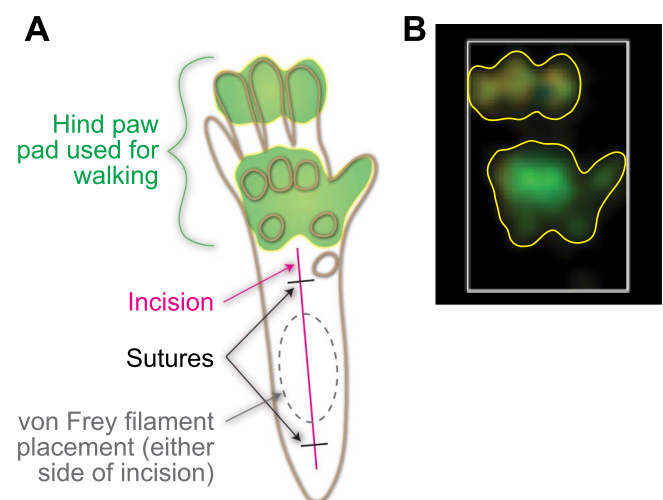 A
B
Hind paw
pad used for
walking
Incision
Sutures
von Frey filament
placement (either
side of incision)